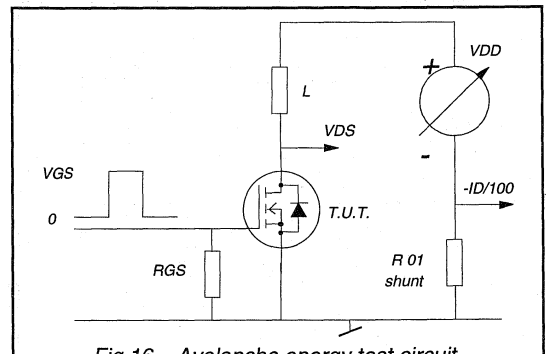 VDD
+
L
VDS
-
VGS
-ID/100
0
T.U.T.
RGS
R 01
shunt
Fig.16. Avalanche energy test circuit